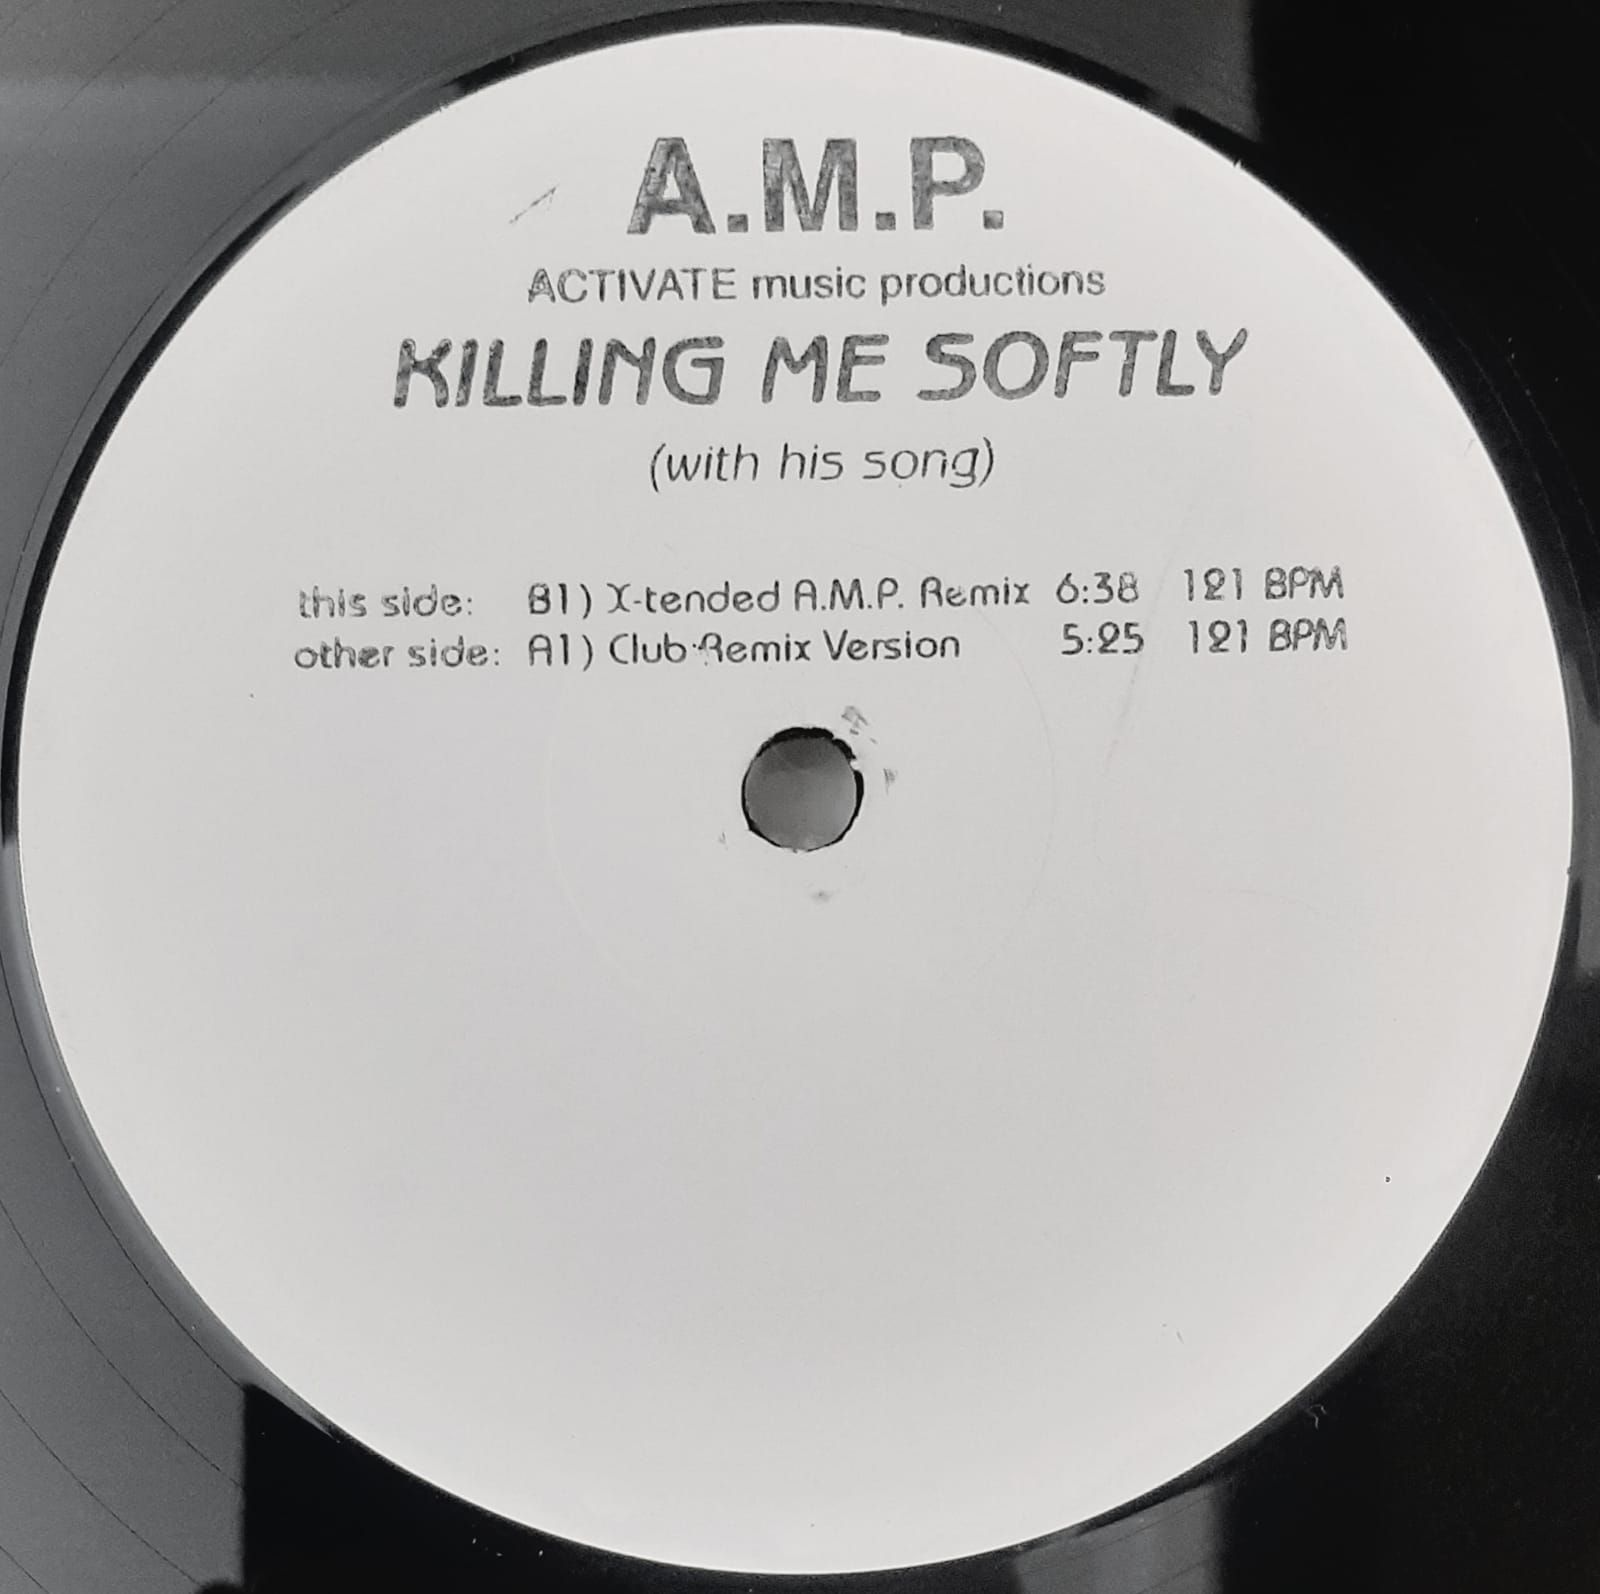 A.M.P.
ACTIVATE music productions
KILLING ME SOFTLY
(with his song)
this side: B1) X-tended A.M.P. Remix 6:38 121 BPM
other side: A1) Club Remix Version 5:25 121 BPM